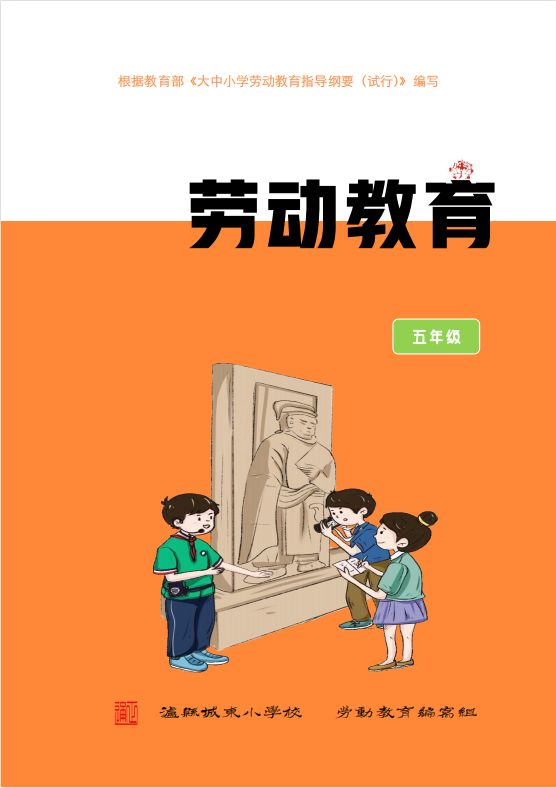 根据教育部《大中小学劳动教育指导纲要（试行）》编写
劳动教育
五年级
瀘縣城東小學校 勞動教育編寫組